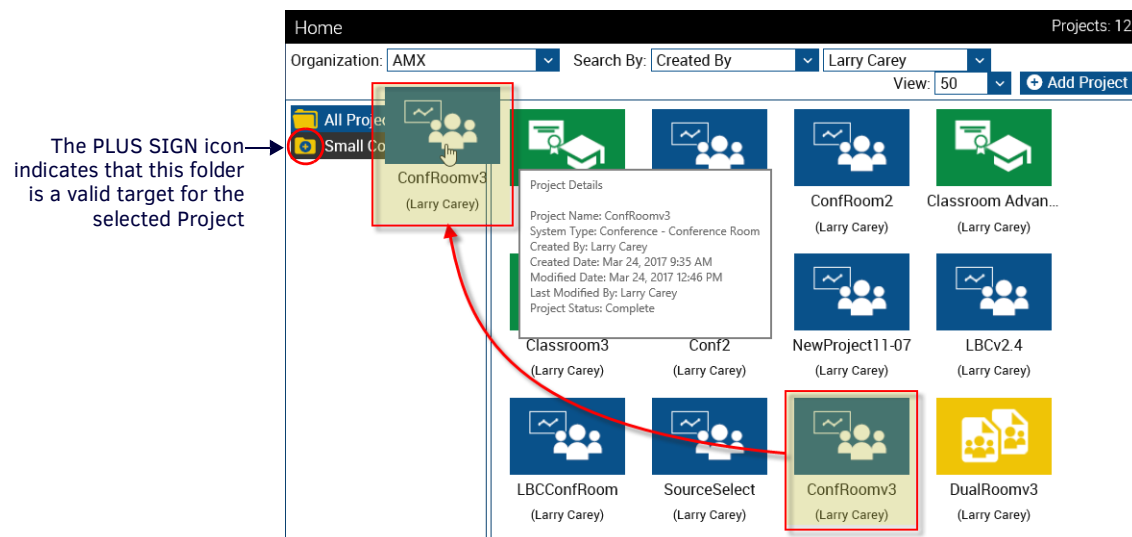 Home
Projects: 12
Organization: AMX
Search By: Created By
Larry Carey
View: 50
Add Project
All Proje
Small Co
The PLUS SIGN icon
indicates that this folder
is a valid target for the
selected Project
ConfRoomv3
(Larry Carey)
Project Details
Project Name: ConfRoomv3
System Type: Conference - Conference Room
Created By: Larry Carey
Created Date: Mar 24, 2017 9:35 AM
Modified Date: Mar 24, 2017 12:46 PM
Last Modified By: Larry Carey
Project Status: Complete
ConfRoom2
(Larry Carey)
Classroom Advan...
(Larry Carey)
Classroom3
(Larry Carey)
Conf2
(Larry Carey)
NewProject11-07
(Larry Carey)
LBCv2.4
(Larry Carey)
LBCConfRoom
(Larry Carey)
SourceSelect
(Larry Carey)
ConfRoomv3
(Larry Carey)
DualRoomv3
(Larry Carey)